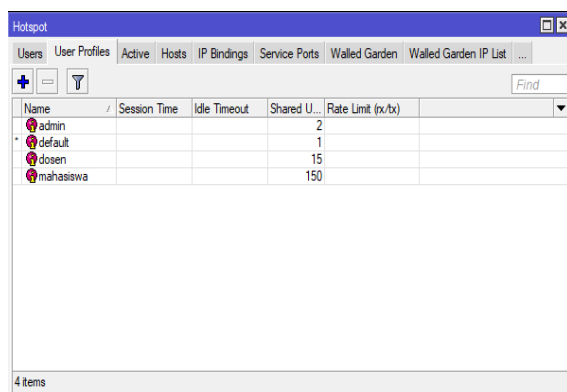 Hotspot
Users User Profiles Active Hosts IP Bindings Service Ports Walled Garden Walled Garden IP List ...
Find
Name Session Time Idle Timeout Shared U... Rate Limit (rx/tx)
admin 2
* default 1
dosen 15
mahasiswa 150
4 items